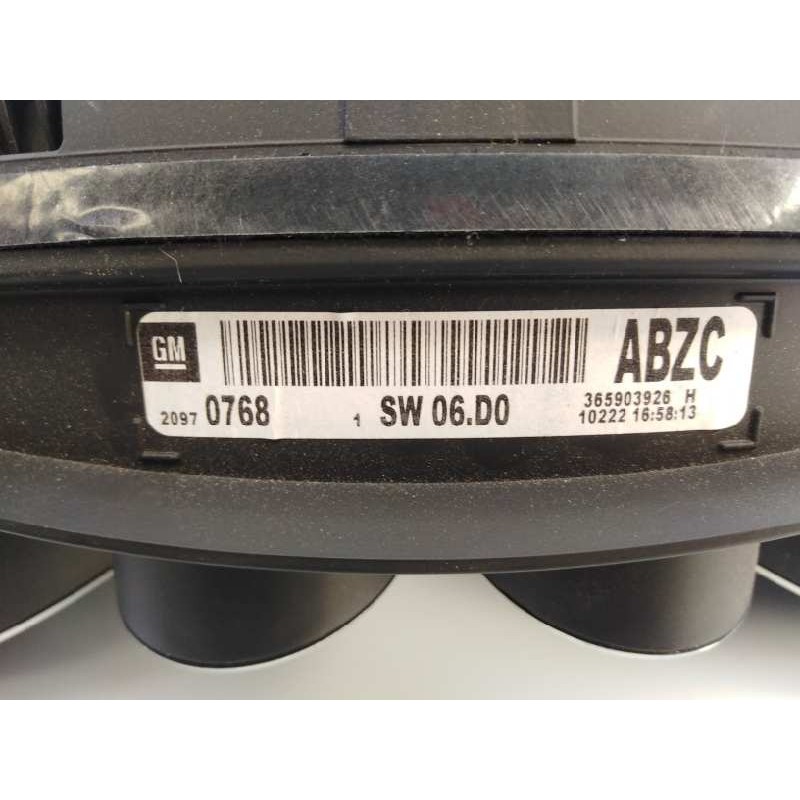 GM
ABZC
2097 0768 1 SW 06.D0
365903926 H
10222 16:58:13